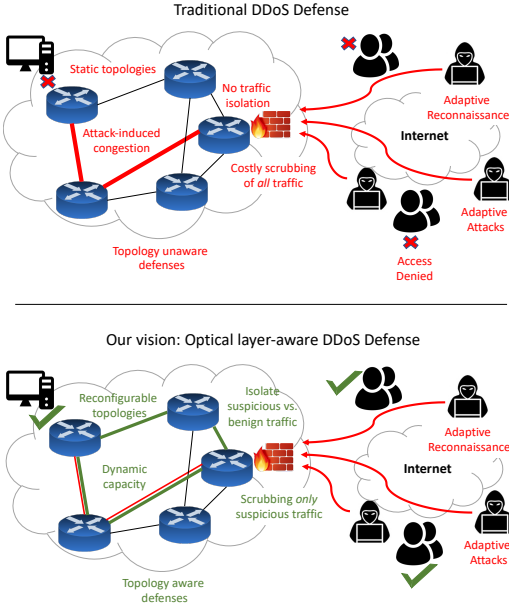 Traditional DDoS Defense
Static topologies
No traffic
isolation
Adaptive
Reconnaissance
Attack-induced
congestion
Internet
Costly scrubbing
of all traffic
Adaptive
Attacks
Topology unaware
defenses
Access
Denied
Our vision: Optical layer-aware DDoS Defense
Reconfigurable
topologies
Isolate
suspicious vs.
benign traffic
Adaptive
Reconnaissance
Dynamic
capacity
Internet
Scrubbing only
suspicious traffic
Adaptive
Attacks
Topology aware
defenses